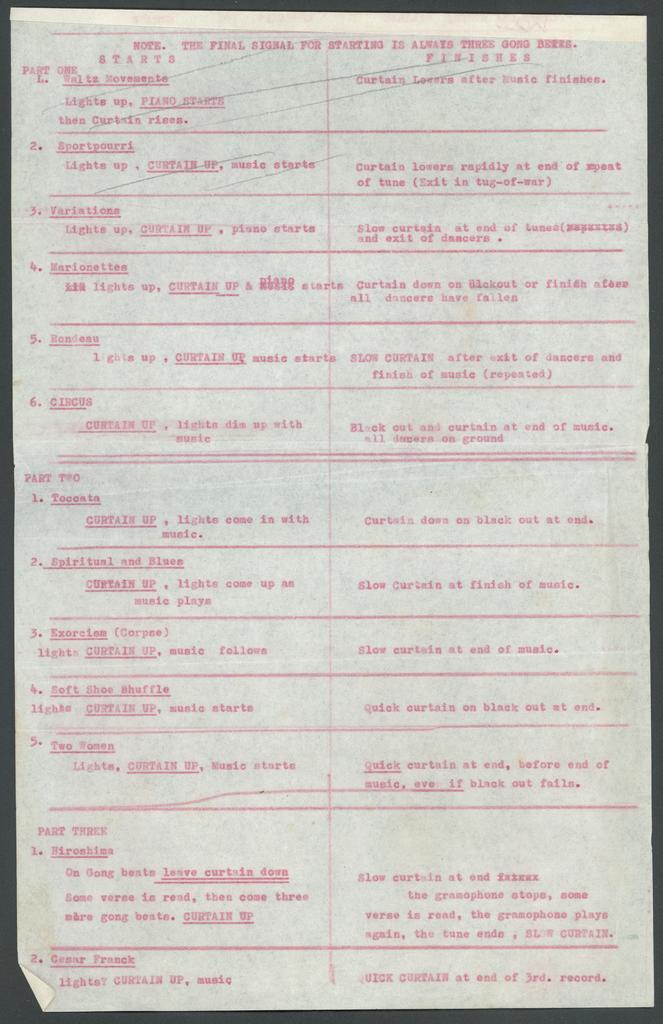 NOTE. THE FINAL SIGNAL FOR STARTING IS ALWAYS THREE GONG BEATS.
STARTS FINISHES
PART ONE
1. Waltz Movements Curtain Lowers after Music finishes.
Lights up, PIANO STARTS
then Curtain rises.
2. Sportpourri
Lights up , CURTAIN UP, music starts Curtain lowers rapidly at end of repeat
of tune (Exit in tug-of-war)
3. Variations
Lights up, CURTAIN UP , piano starts Slow curtain at end of tunes
and exit of dancers .
4. Marionettes
lights up, CURTAIN UP & piano starts Curtain down on blckout or finish after
all dancers have fallen
5. Rondeau
lights up , CURTAIN UP music starts SLOW CURTAIN after exit of dancers and
finish of music (repeated)
6. CIRCUS
CURTAIN UP , lights dim up with Black out and curtain at end of music.
music all dncers on ground
PART TWO
1. Toccata
CURTAIN UP , lights come in with Curtain down on black out at end.
music.
2. Spiritual and Blues
CURTAIN UP , lights come up as Slow Curtain at finish of music.
music plays
3. Exorcism (Corpse)
lights CURTAIN UP, music follows Slow curtain at end of music.
4. Soft Shoe Shuffle
lights CURTAIN UP, music starts Quick curtain on black out at end.
5. Two Women
Lights, CURTAIN UP, Music starts Quick curtain at end, before end of
music, even if black out fails.
PART THREE
1. Hiroshima
On Gong beats leave curtain down Slow curtain at end
Some verse is read, then come three the gramophone stops, some
more gong beats. CURTAIN UP verse is read, the gramophone plays
again, the tune ends , SLOW CURTAIN.
2. Cesar Franck
lights? CURTAIN UP, music QUICK CURTAIN at end of 3rd. record.